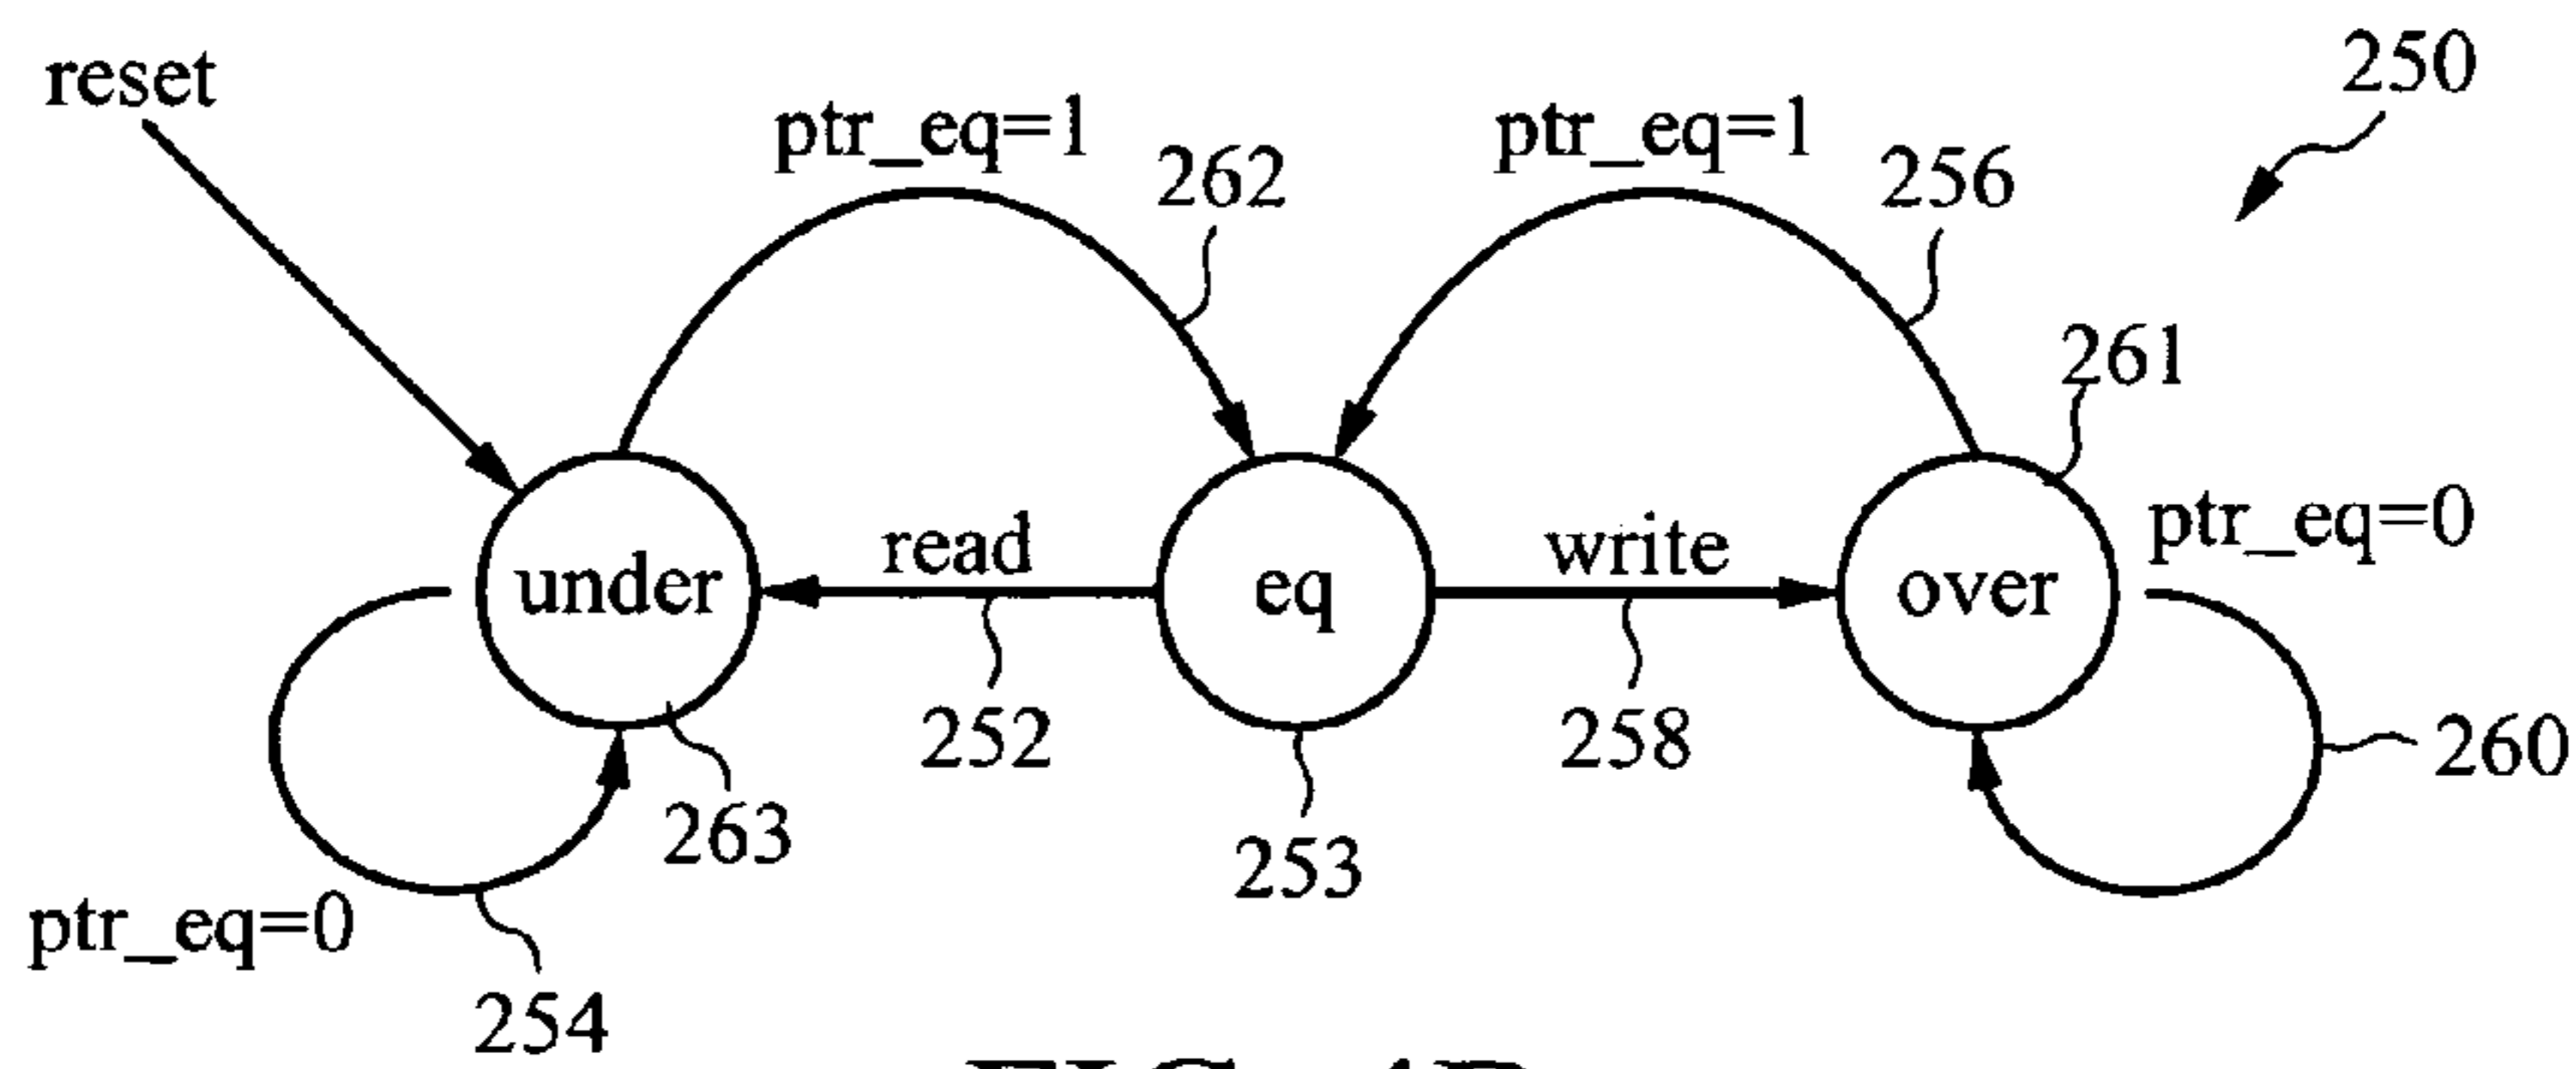 reset
250
ptr_eq=1
262
ptr_eq=1
256
261
ptr_eq=0
under
read
eq
write
over
252
258
260
263
253
ptr_eq=0
254